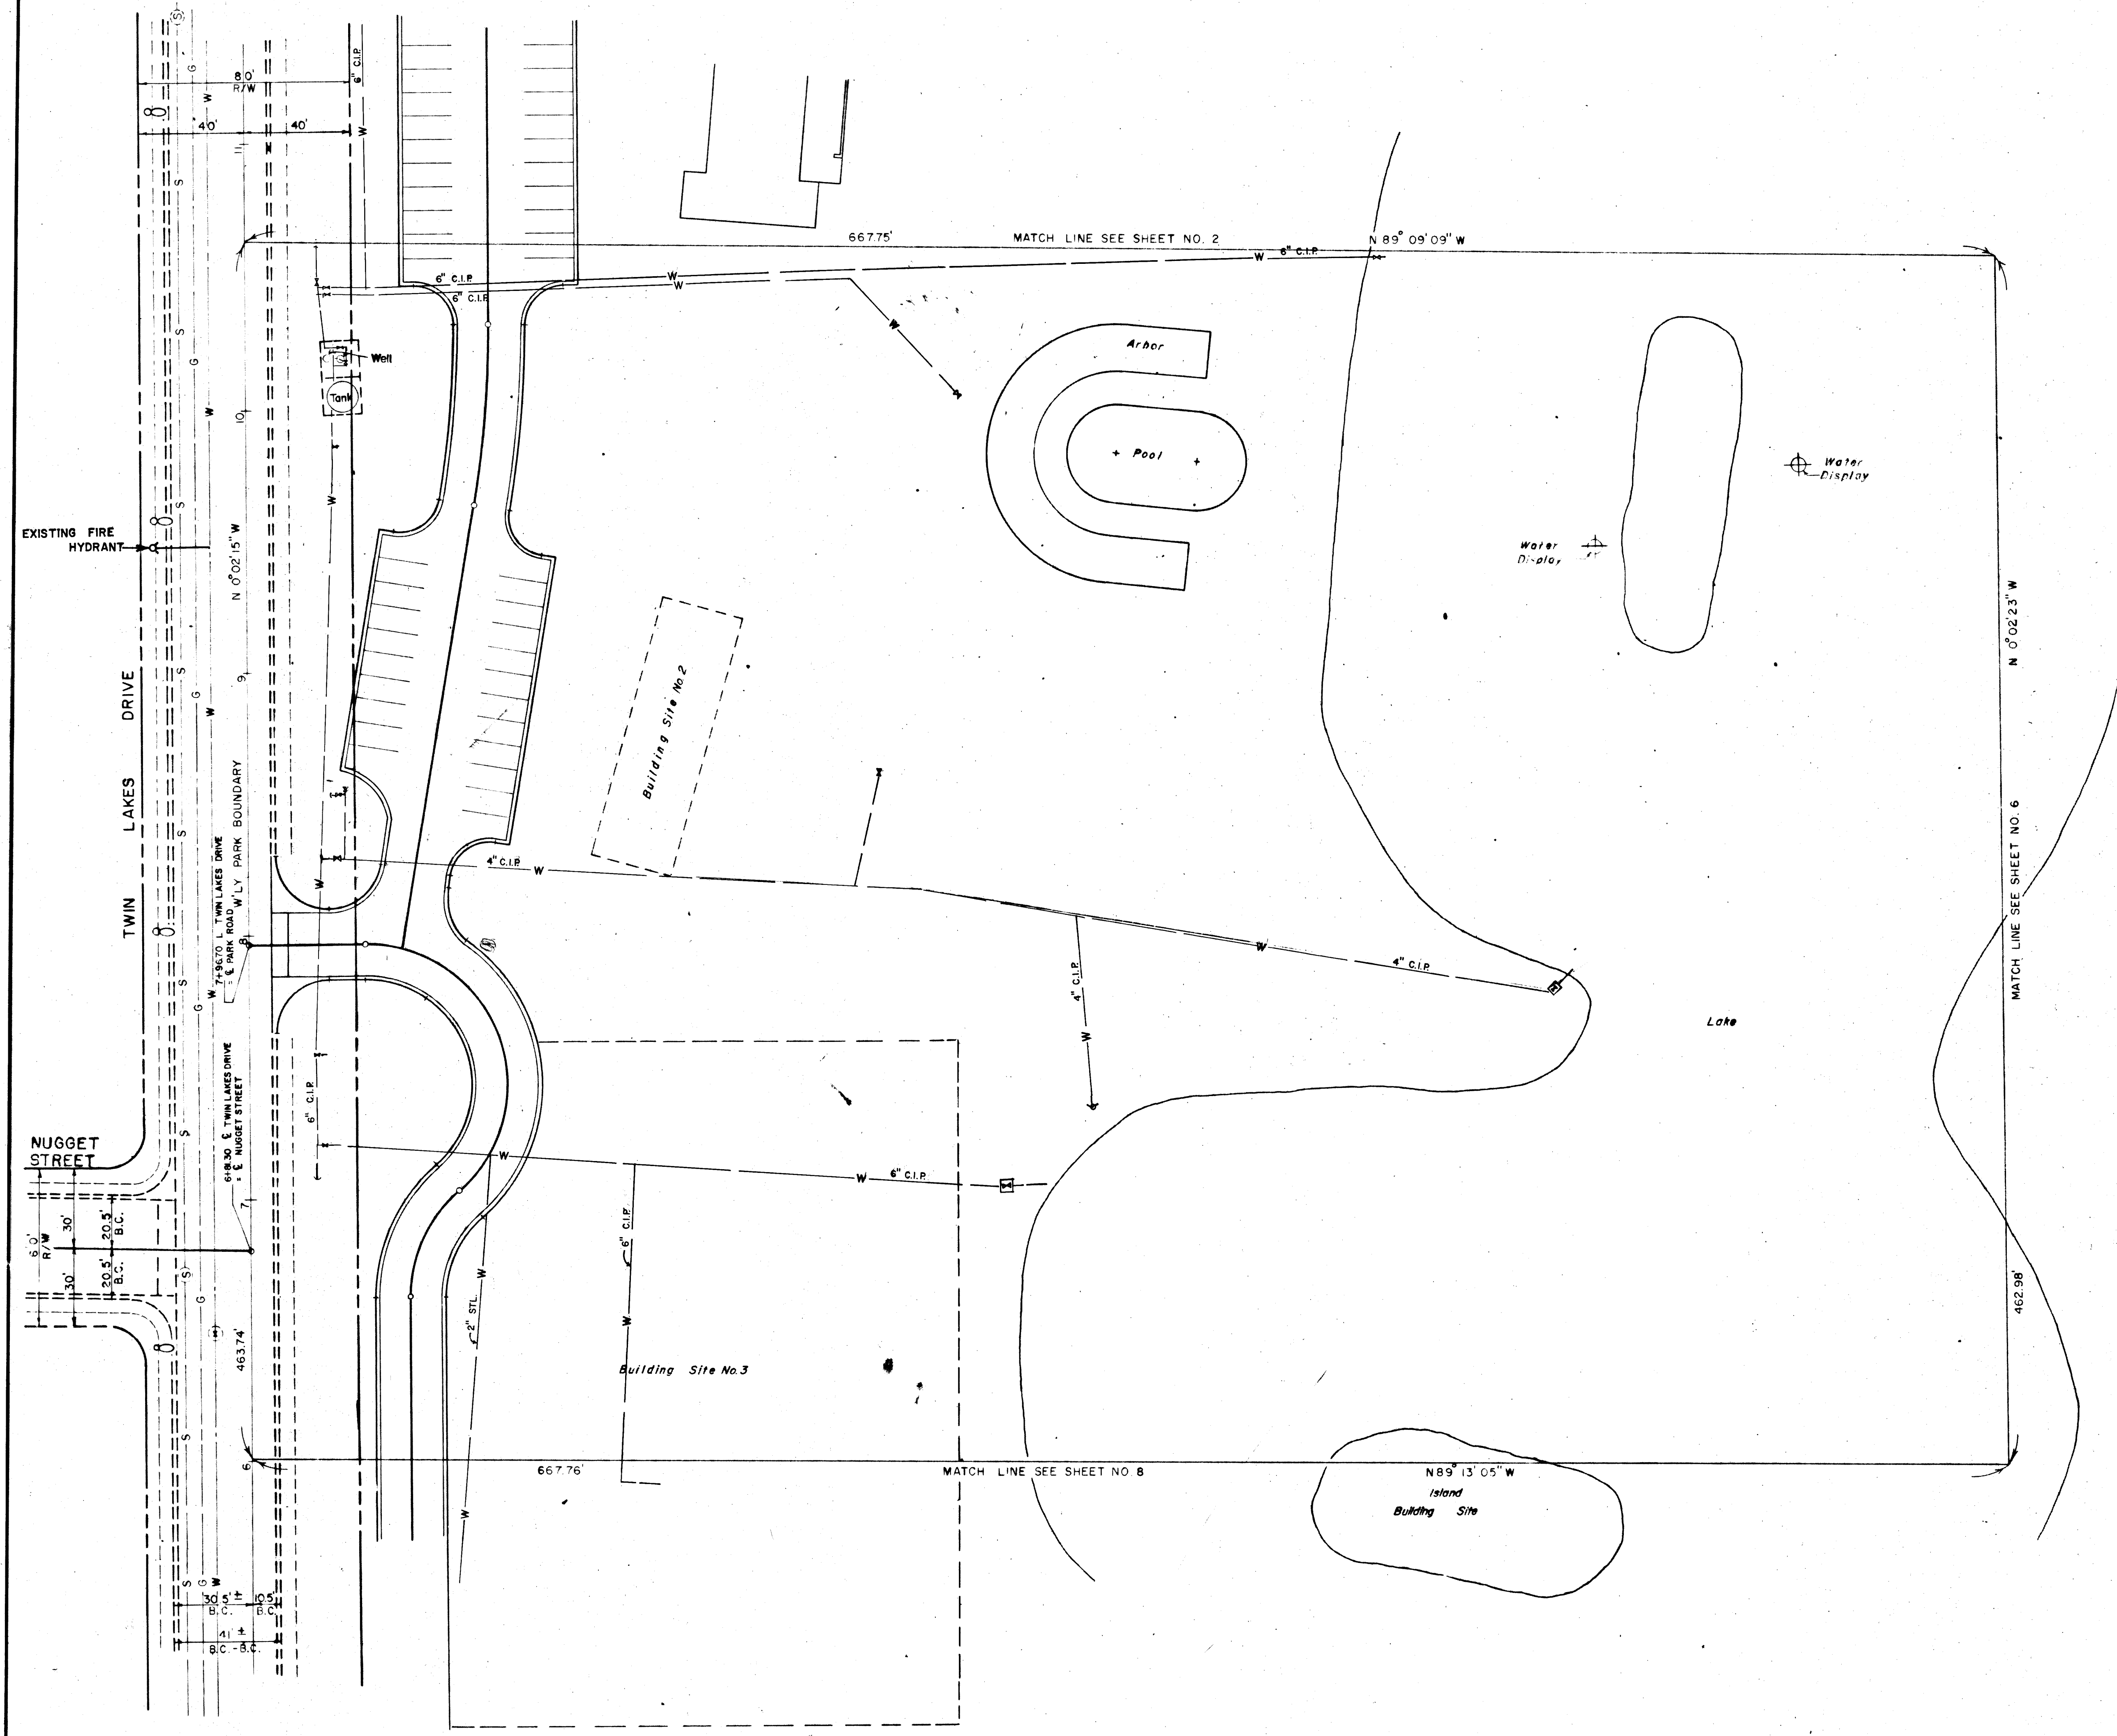 80'
R/W
40'
40'
6" C.I.P.
W
G
W
S
11
667.75'
MATCH LINE SEE SHEET NO. 2
N 89° 09' 09" W
6" C.I.P.
W
W
6" C.I.P.
6" C.I.P.
W
W
Well
Tank
Arbor
Pool
Water
Display
Water
Display
10
EXISTING FIRE
HYDRANT
N 0° 02' 15" W
N 0° 02' 23" W
9
TWIN LAKES DRIVE
Building Site No. 2
W'LY PARK BOUNDARY
MATCH LINE SEE SHEET NO. 6
4" C.I.P.
W
8
= ℄ PARK ROAD
W
4" C.I.P.
4" C.I.P.
W
Lake
6" C.I.P.
6+81.30 ℄ TWIN LAKES DRIVE
= ℄ NUGGET STREET
NUGGET
STREET
W
W
6" C.I.P.
7
60'
R/W
30'
30'
20.5'
B.C.
20.5'
B.C.
6" C.I.P.
W
W
2" STL.
463.74'
462.98'
Building Site No. 3
6
667.76'
MATCH LINE SEE SHEET NO. 8
N 89° 13' 05" W
Island
Building Site
W
S
G
W
30.5' ±
B.C.
10.5'
B.C.
41' ±
B.C.-B.C.